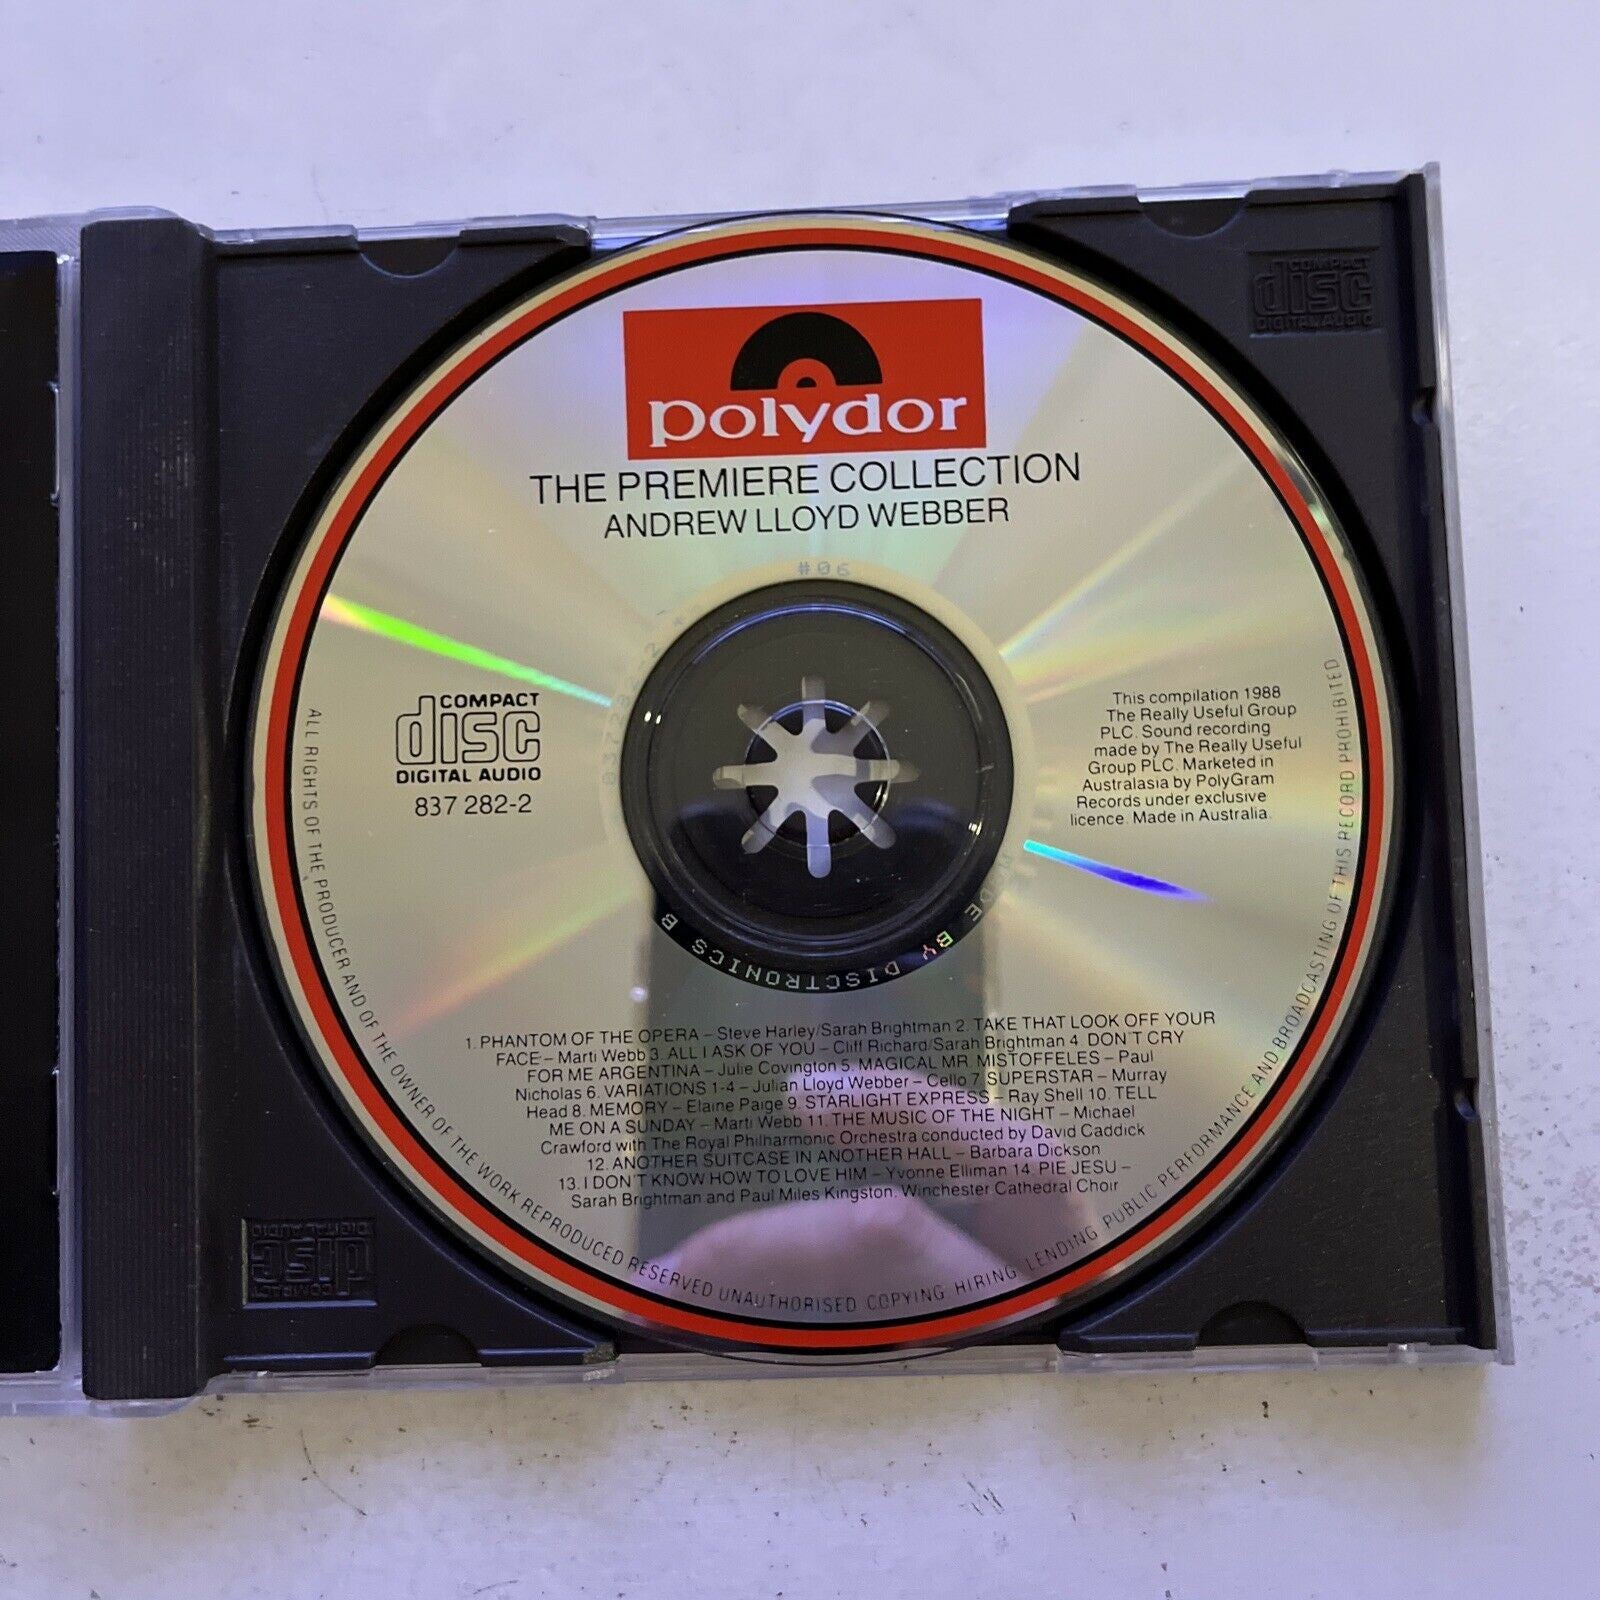 polydor
THE PREMIERE COLLECTION
ANDREW LLOYD WEBBER
#06
COMPACT
disc
DIGITAL AUDIO
837 282-2
This compilation 1988
The Really Useful Group
PLC. Sound recording
made by The Really Useful
Group PLC. Marketed in
Australasia by PolyGram
Records under exclusive
licence. Made in Australia.
BY DISCTRONICS B
1. PHANTOM OF THE OPERA – Steve Harley/Sarah Brightman 2. TAKE THAT LOOK OFF YOUR
FACE – Marti Webb 3. ALL I ASK OF YOU – Cliff Richard/Sarah Brightman 4. DON'T CRY
FOR ME ARGENTINA – Julie Covington 5. MAGICAL MR. MISTOFFELES – Paul
Nicholas 6. VARIATIONS 1-4 – Julian Lloyd Webber – Cello 7. SUPERSTAR – Murray
Head 8. MEMORY – Elaine Paige 9. STARLIGHT EXPRESS – Ray Shell 10. TELL
ME ON A SUNDAY – Marti Webb 11. THE MUSIC OF THE NIGHT – Michael
Crawford with The Royal Philharmonic Orchestra conducted by David Caddick
12. ANOTHER SUITCASE IN ANOTHER HALL – Barbara Dickson
13. I DON'T KNOW HOW TO LOVE HIM – Yvonne Elliman 14. PIE JESU –
Sarah Brightman and Paul Miles Kingston. Winchester Cathedral Choir
ALL RIGHTS OF THE PRODUCER AND OF THE OWNER OF THE WORK REPRODUCED RESERVED UNAUTHORISED COPYING HIRING LENDING PUBLIC PERFORMANCE AND BROADCASTING OF THIS RECORD PROHIBITED
COMPACT
disc
DIGITAL AUDIO
COMPACT
disc
DIGITAL AUDIO